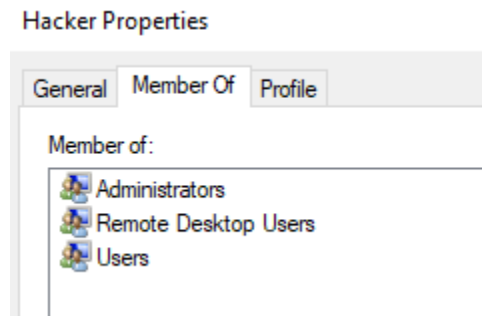 Hacker Properties
General Member Of Profile
Member of:
Administrators
Remote Desktop Users
Users